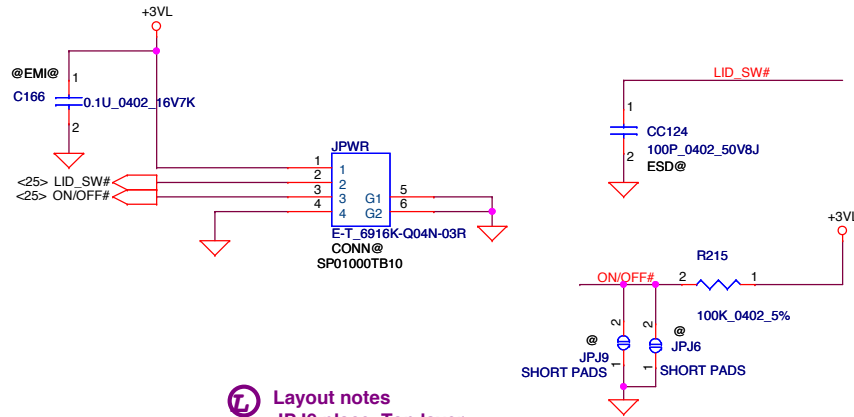 +3VL
@EMI@
1
C166
0.1U_0402_16V7K
2
JPWR
1 1
<25> LID_SW# 2 2
<25> ON/OFF# 3 3 G1 5
4 4 G2 6
E-T_6916K-Q04N-03R
CONN@
SP01000TB10
LID_SW#
1
CC124
100P_0402_50V8J
2
ESD@
+3VL
R215
ON/OFF# 2 1
100K_0402_5%
2 2
@ @
JPJ9 JPJ6
1 1
SHORT PADS SHORT PADS
L Layout notes